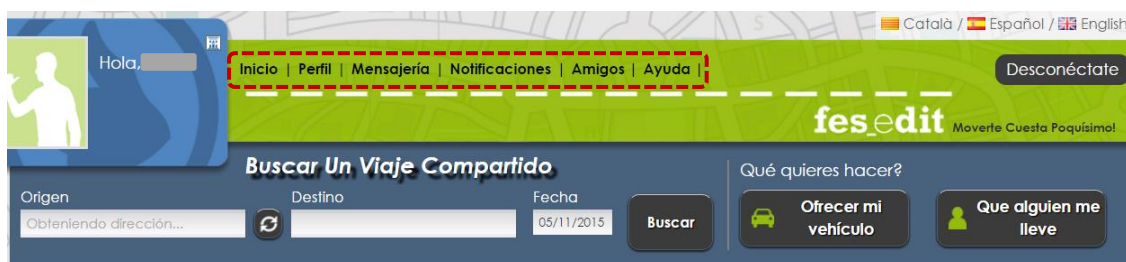 Català / Español / English
Hola,
Inicio | Perfil | Mensajería | Notificaciones | Amigos | Ayuda |
Desconéctate
fes_edit Moverte Cuesta Poquísimo!
Buscar Un Viaje Compartido
Qué quieres hacer?
Origen Destino Fecha
Obteniendo dirección... 05/11/2015 Buscar
Ofrecer mi
vehículo
Que alguien me
lleve